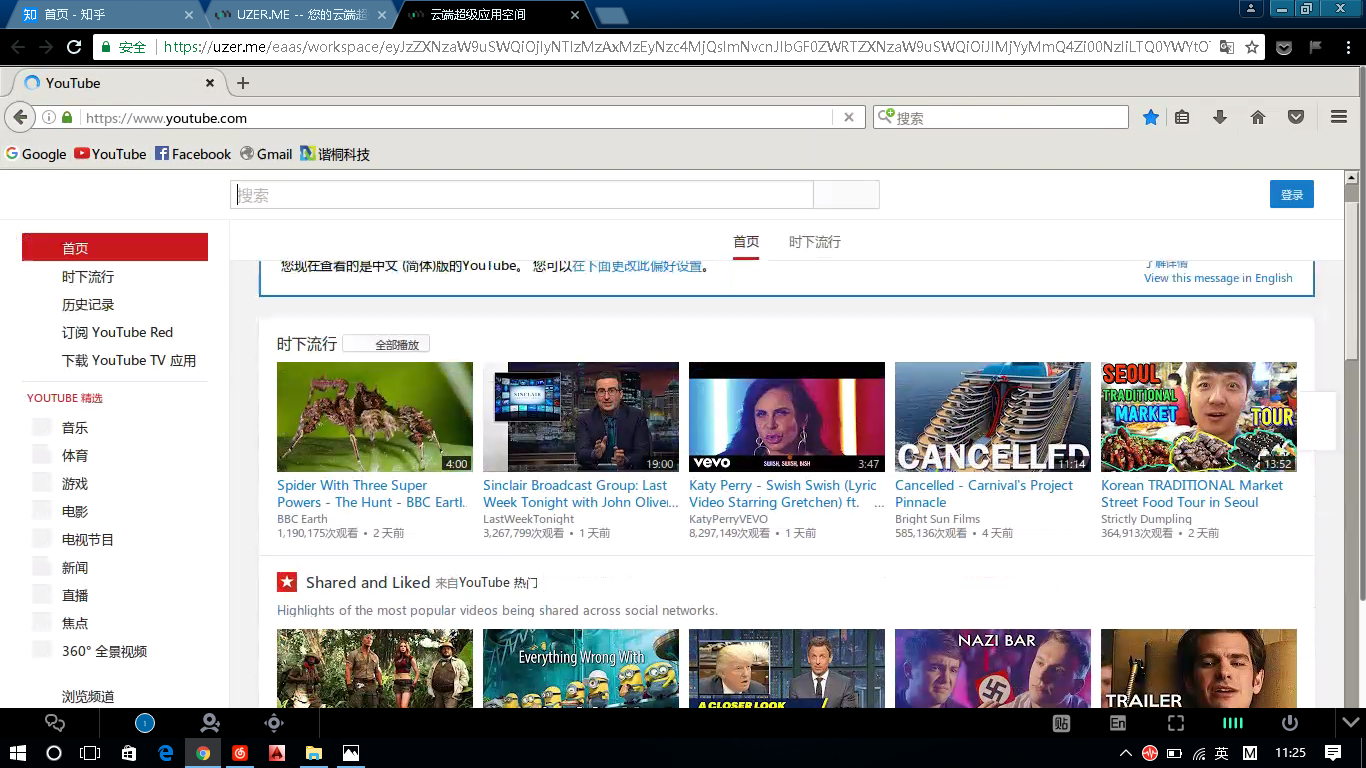 知 首页 - 知乎
UZER.ME -- 您的云端超
云端超级应用空间
安全
YouTube
https://www.youtube.com
搜索
Google YouTube Facebook Gmail 谐桐科技
搜索
登录
首页
时下流行
历史记录
订阅 YouTube Red
下载 YouTube TV 应用
YOUTUBE 精选
音乐
体育
游戏
电影
电视节目
新闻
直播
焦点
360° 全景视频
浏览频道
首页 时下流行
您现在查看的是中文 (简体)版的YouTube。 您可以在下面更改此偏好设置。
了解详情
View this message in English
时下流行 全部播放
4:00
Spider With Three Super
Powers - The Hunt - BBC Eartl..
BBC Earth
1,190,175次观看 • 2 天前
SINCLAIR
19:00
Sinclair Broadcast Group: Last
Week Tonight with John Oliver...
LastWeekTonight
3,267,799次观看 • 1 天前
vevo
SWISH, SWISH, BISH
3:47
Katy Perry - Swish Swish (Lyric
Video Starring Gretchen) ft. ...
KatyPerryVEVO
8,297,149次观看 • 1 天前
CANCELLED
11:14
Cancelled - Carnival's Project
Pinnacle
Bright Sun Films
585,136次观看 • 4 天前
SEOUL
TRADITIONAL
MARKET
TOUR
13:52
Korean TRADITIONAL Market
Street Food Tour in Seoul
Strictly Dumpling
364,913次观看 • 2 天前
Shared and Liked 来自YouTube 热门
Highlights of the most popular videos being shared across social networks.
Everything Wrong With
A CLOSER LOOK
NAZI BAR
TRAILER
贴
En
英
M
11:25